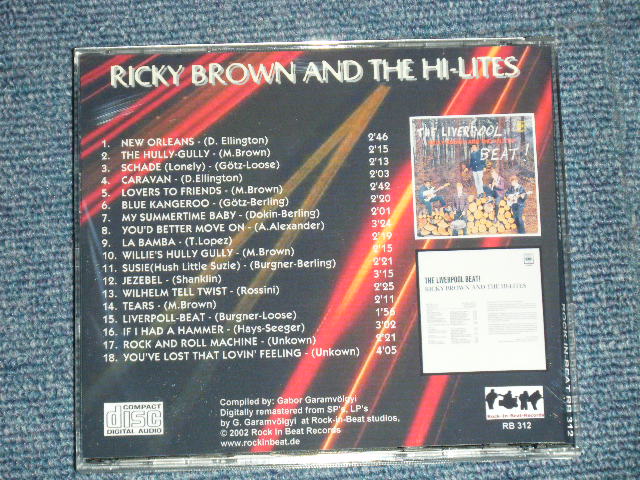 RICKY BROWN AND THE HI-LITES
1. NEW ORLEANS - (D. Ellington) 2'46
2. THE HULLY-GULLY - (M.Brown) 2'15
3. SCHADE (Lonely) - (Götz-Loose) 2'13
4. CARAVAN - (D.Ellington) 2'03
5. LOVERS TO FRIENDS - (M.Brown) 2'42
6. BLUE KANGEROO - (Götz-Berling) 2'20
7. MY SUMMERTIME BABY - (Dokin-Berling) 2'01
8. YOU'D BETTER MOVE ON - (A.Alexander) 3'24
9. LA BAMBA - (T.Lopez) 2'19
10. WILLIE'S HULLY GULLY - (M.Brown) 2'15
11. SUSIE(Hush Little Suzie) - (Burgner-Berling) 2'21
12. JEZEBEL - (Shanklin) 3'15
13. WILHELM TELL TWIST - (Rossini) 2'25
14. TEARS - (M.Brown) 2'11
15. LIVERPOLL-BEAT - (Burgner-Loose) 1'56
16. IF I HAD A HAMMER - (Hays-Seeger) 3'02
17. ROCK AND ROLL MACHINE - (Unkown) 2'21
18. YOU'VE LOST THAT LOVIN' FEELING - (Unkown) 4'05
THE LIVERPOOL
BEAT !
THE LIVERPOOL BEAT!
RICKY BROWN AND THE HI-LITES
COMPACT
disc
DIGITAL AUDIO
Compiled by: Gabor Garamvölgyi
Digitally remastered from SP's, LP's
by G. Garamvölgyi at Rock-in-Beat studios,
© 2002 Rock In Beat Records
www.rockinbeat.de
Rock-In Beat-Records
RB 312
ROCK-IN-BEAT RB 312